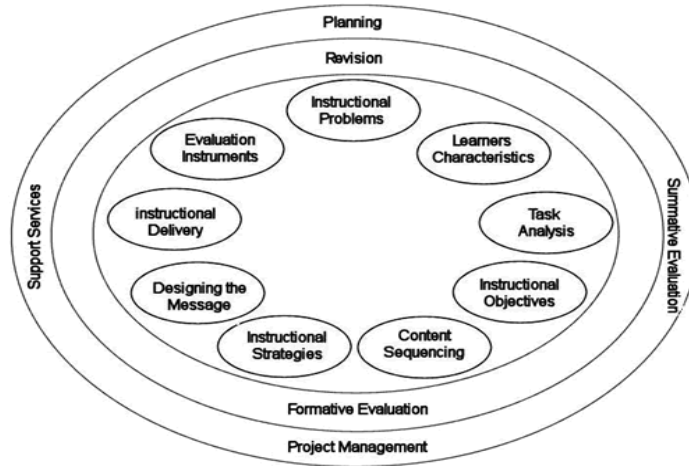 Planning
Revision
Instructional
Problems
Evaluation
Instruments
Learners
Characteristics
instructional
Delivery
Task
Analysis
Support Services
Summative Evaluation
Designing the
Message
Instructional
Objectives
Instructional
Strategies
Content
Sequencing
Formative Evaluation
Project Management